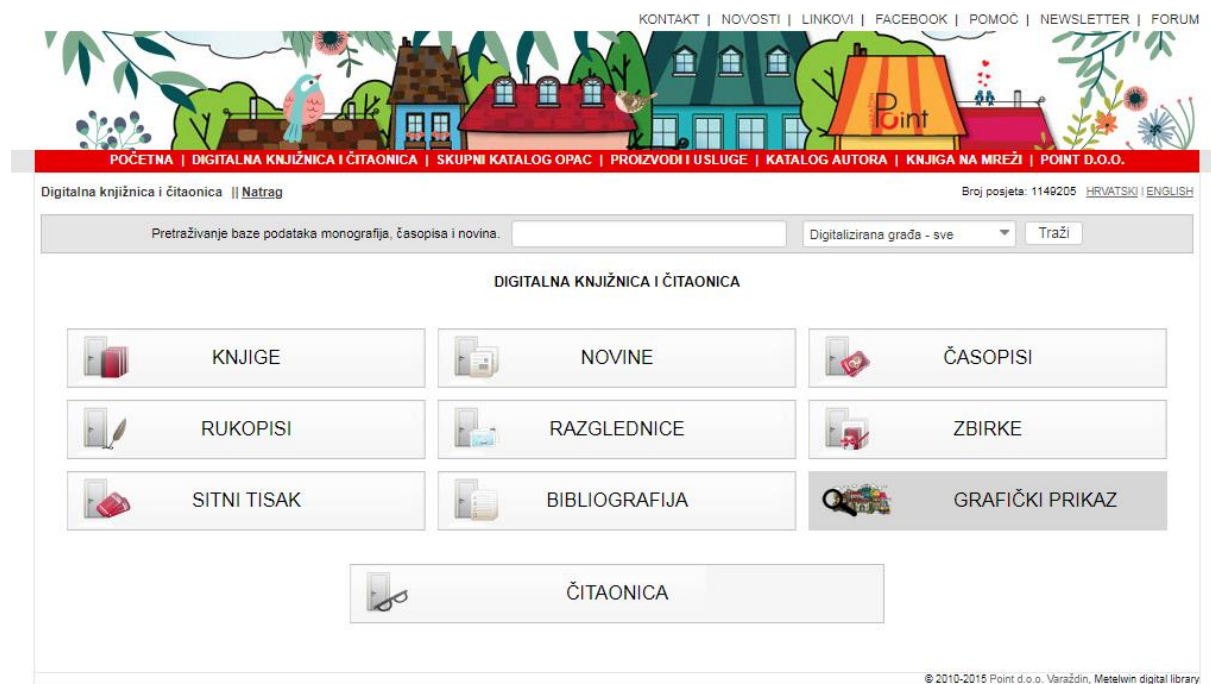 KONTAKT | NOVOSTI | LINKOVI | FACEBOOK | POMOĆ | NEWSLETTER | FORUM
VARAŽDIN Point
POČETNA | DIGITALNA KNJIŽNICA I ČITAONICA | SKUPNI KATALOG OPAC | PROIZVODI I USLUGE | KATALOG AUTORA | KNJIGA NA MREŽI | POINT D.O.O.
Digitalna knjižnica i čitaonica || Natrag Broj posjeta: 1149205 HRVATSKI | ENGLISH
Pretraživanje baze podataka monografija, časopisa i novina. Digitalizirana građa - sve Traži
DIGITALNA KNJIŽNICA I ČITAONICA
KNJIGE NOVINE ČASOPISI
RUKOPISI RAZGLEDNICE ZBIRKE
SITNI TISAK BIBLIOGRAFIJA GRAFIČKI PRIKAZ
ČITAONICA
© 2010-2015 Point d.o.o. Varaždin, Metelwin digital library